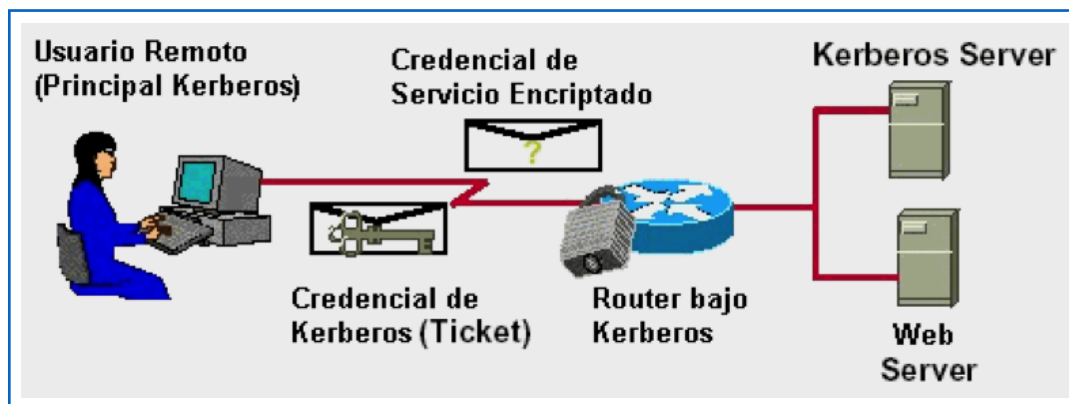 Usuario Remoto
(Principal Kerberos)
Credencial de
Servicio Encriptado
?
Kerberos Server
Credencial de
Kerberos (Ticket)
Router bajo
Kerberos
Web
Server